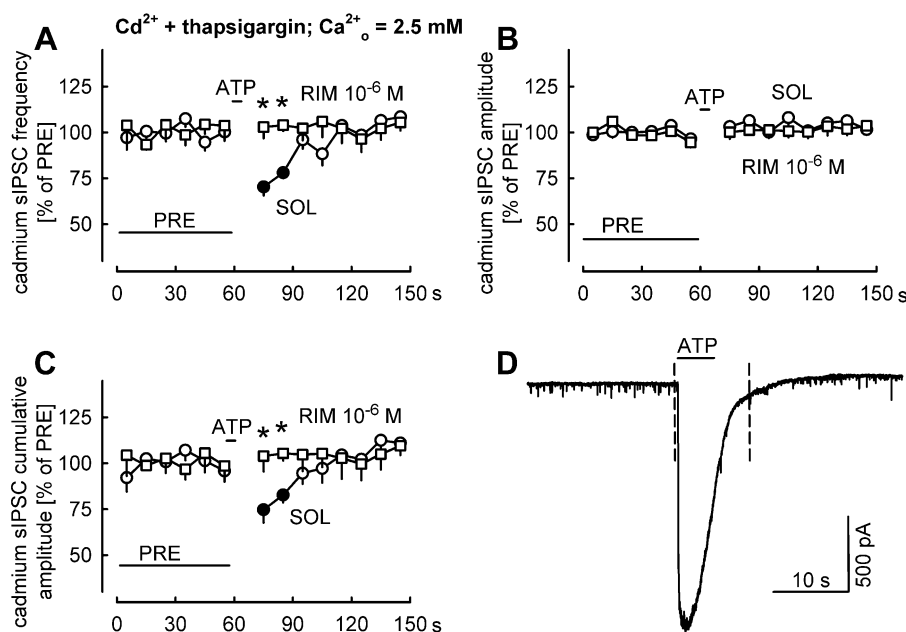 Cd²⁺ + thapsigargin; Ca²⁺ₒ = 2.5 mM
A
cadmium sIPSC frequency
[% of PRE]
125
100
75
50
ATP
* *
RIM 10⁻⁶ M
SOL
PRE
0 30 60 90 120 150 s
B
cadmium sIPSC amplitude
[% of PRE]
125
100
75
50
ATP
SOL
RIM 10⁻⁶ M
PRE
0 30 60 90 120 150 s
C
cadmium sIPSC cumulative
amplitude [% of PRE]
125
100
75
50
ATP
* *
RIM 10⁻⁶ M
SOL
PRE
0 30 60 90 120 150 s
D
ATP
500 pA
10 s